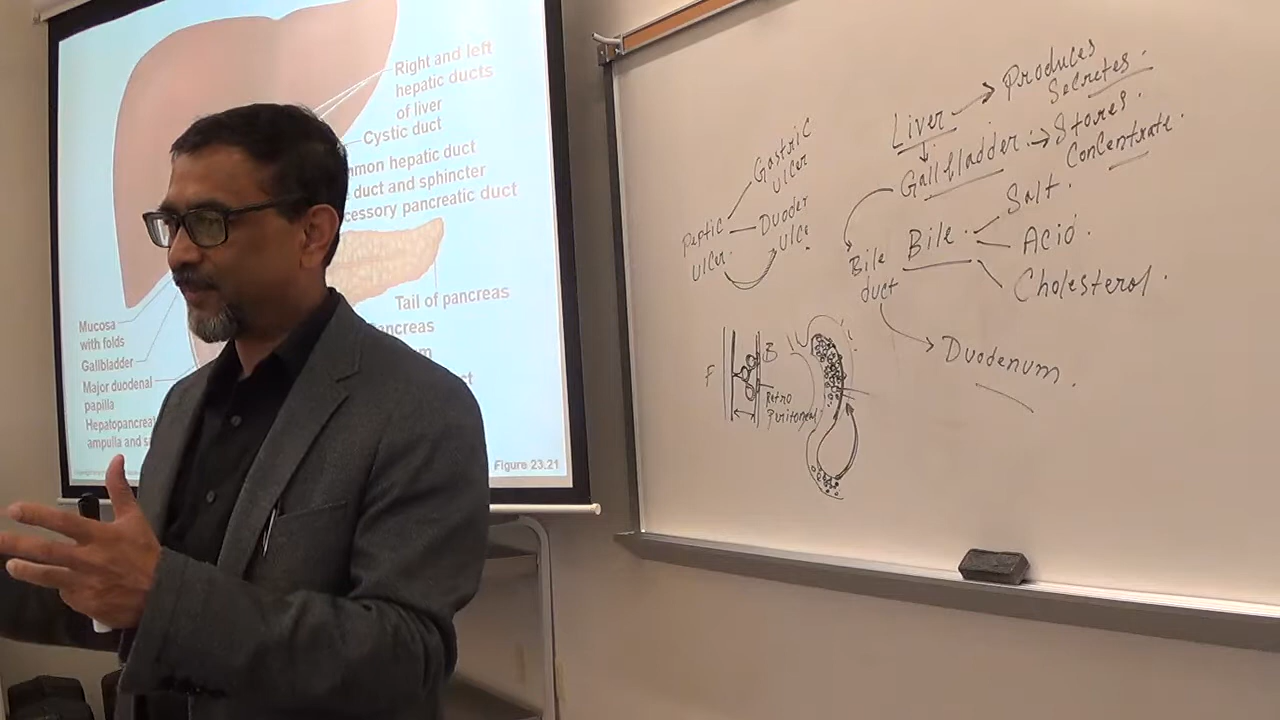 Right and left
hepatic ducts
of liver
Cystic duct
mmon hepatic duct
duct and sphincter
cessory pancreatic duct
Tail of pancreas
ancreas
Mucosa
with folds
Gallbladder
Major duodenal
papilla
Hepatopancrea
ampulla and s
Figure 23.21
Peptic
Ulcer.
Gastric
Ulcer
Duoder
Ulce
Liver → Produces
Secretes.
Gallbladder. → Stores.
Concentrate.
Bile
duct
Bile.
Salt.
Acid.
Cholesterol.
Duodenum.
F
B
Retro
Peritoneal